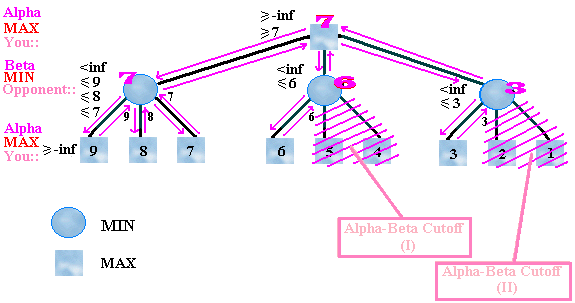 Alpha
MAX
You::
≥-inf
≥7
7
Beta
MIN
Opponent::
<inf
≤9
≤8
≤7
7
9
8
7
<inf
≤6
6
6
<inf
≤3
3
3
Alpha
MAX
You::
≥-inf
9
8
7
6
5
4
3
2
1
MIN
MAX
Alpha-Beta Cutoff
(I)
Alpha-Beta Cutoff
(II)